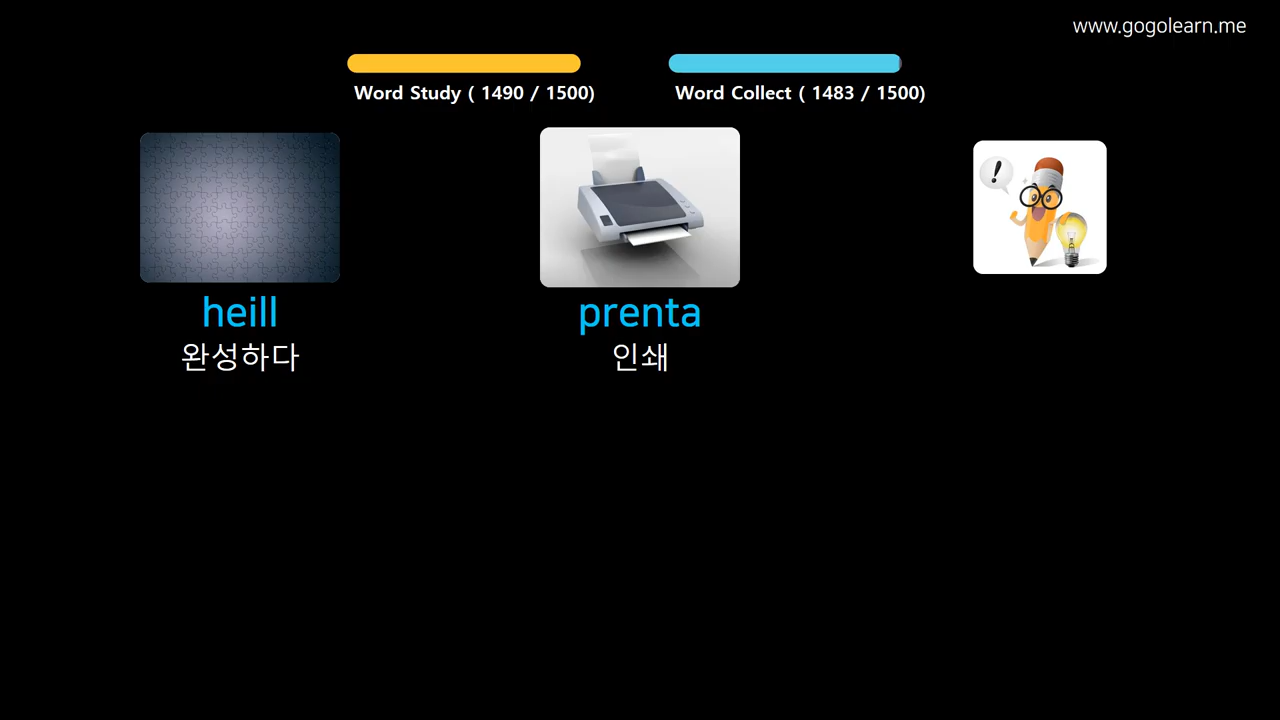 www.gogolearn.me
Word Study ( 1490 / 1500)
Word Collect ( 1483 / 1500)
heill
완성하다
prenta
인쇄
!